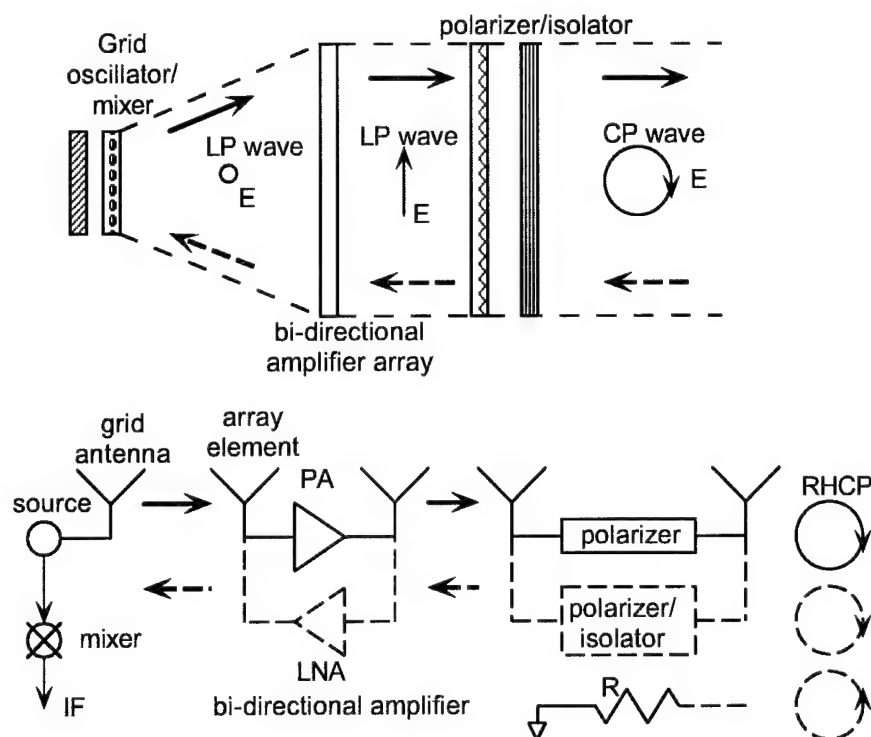 polarizer/isolator
Grid
oscillator/
mixer
LP wave
E
LP wave
E
CP wave
E
bi-directional
amplifier array
grid
antenna
array
element
source
PA
RHCP
polarizer
polarizer/
isolator
mixer
LNA
R
IF
bi-directional amplifier